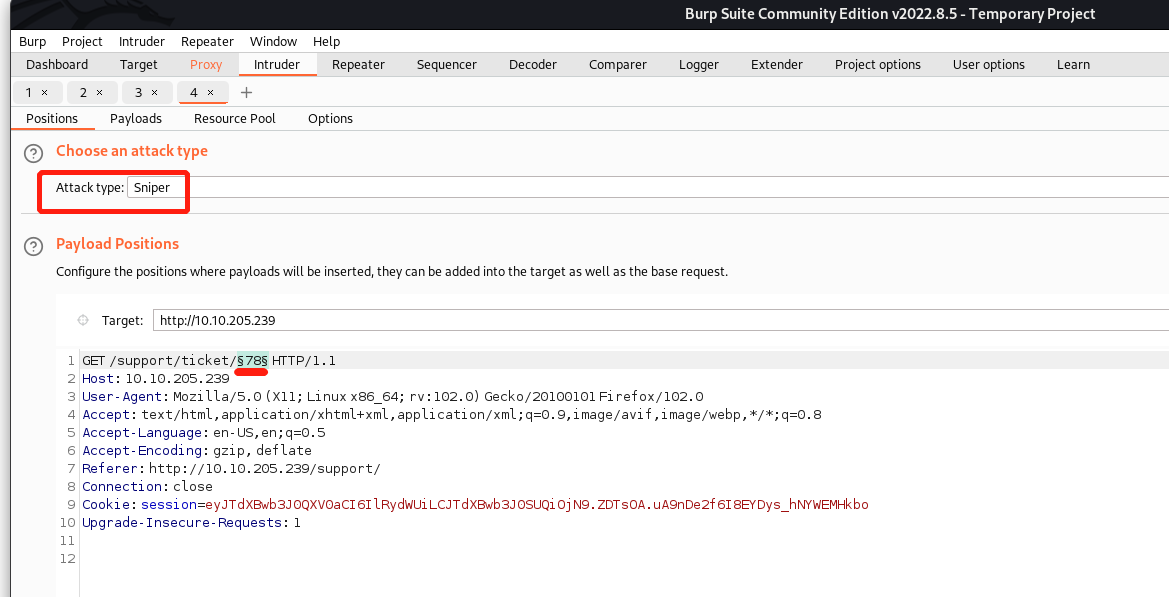 Burp Suite Community Edition v2022.8.5 - Temporary Project
Burp Project Intruder Repeater Window Help
Dashboard Target Proxy Intruder Repeater Sequencer Decoder Comparer Logger Extender Project options User options Learn
1 × 2 × 3 × 4 × +
Positions Payloads Resource Pool Options
? Choose an attack type
Attack type: Sniper
? Payload Positions
Configure the positions where payloads will be inserted, they can be added into the target as well as the base request.
Target: http://10.10.205.239
1 GET /support/ticket/§78§ HTTP/1.1
2 Host: 10.10.205.239
3 User-Agent: Mozilla/5.0 (X11; Linux x86_64; rv:102.0) Gecko/20100101 Firefox/102.0
4 Accept: text/html,application/xhtml+xml,application/xml;q=0.9,image/avif,image/webp,*/*;q=0.8
5 Accept-Language: en-US,en;q=0.5
6 Accept-Encoding: gzip, deflate
7 Referer: http://10.10.205.239/support/
8 Connection: close
9 Cookie: session=eyJTdXBwb3J0QXV0aCI6IlRydWUiLCJTdXBwb3J0SUQiOjN9.ZDTsOA.uA9nDe2f6I8EYDys_hNYWEMHkbo
10 Upgrade-Insecure-Requests: 1
11
12